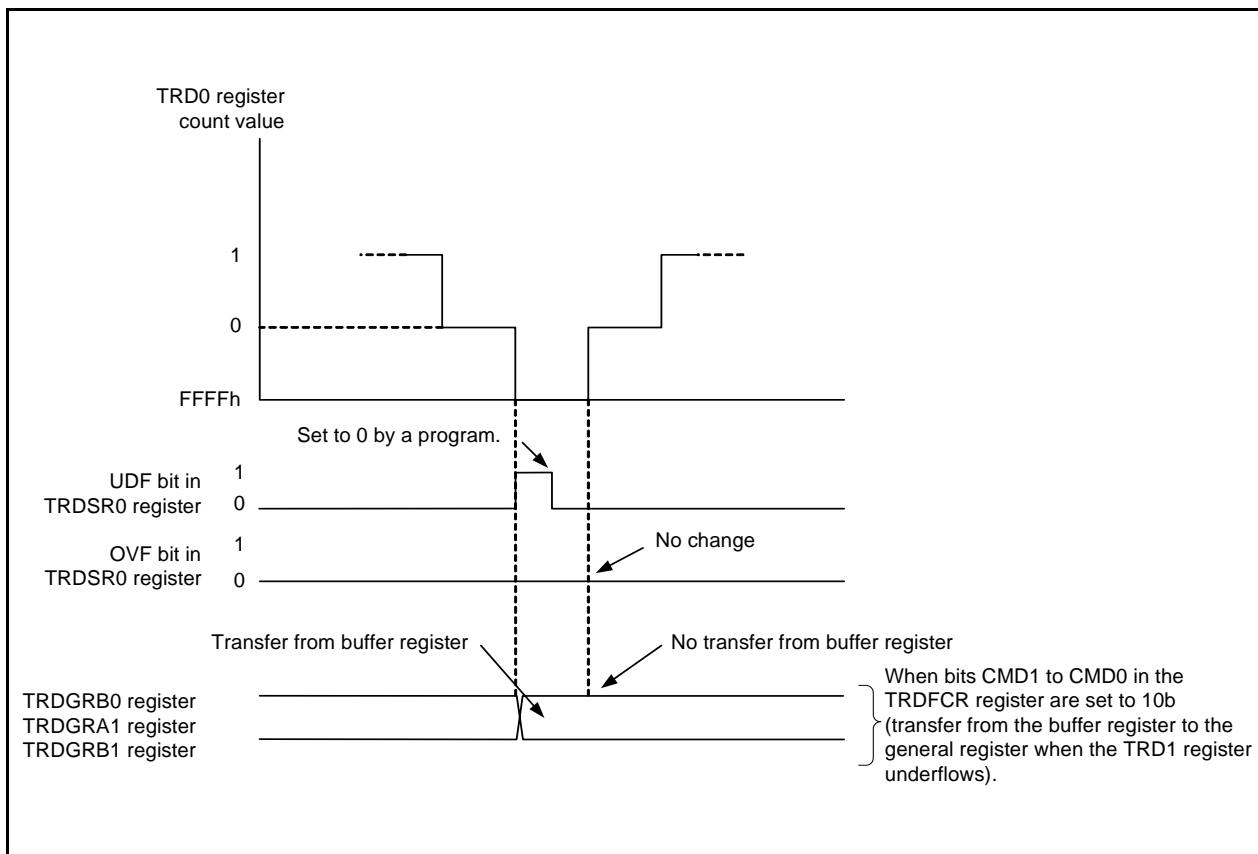 TRD0 register
count value
1
0
FFFFh
Set to 0 by a program.
UDF bit in
TRDSR0 register
1
0
OVF bit in
TRDSR0 register
1
0
No change
Transfer from buffer register
No transfer from buffer register
TRDGRB0 register
TRDGRA1 register
TRDGRB1 register
When bits CMD1 to CMD0 in the
TRDFCR register are set to 10b
(transfer from the buffer register to the
general register when the TRD1 register
underflows).